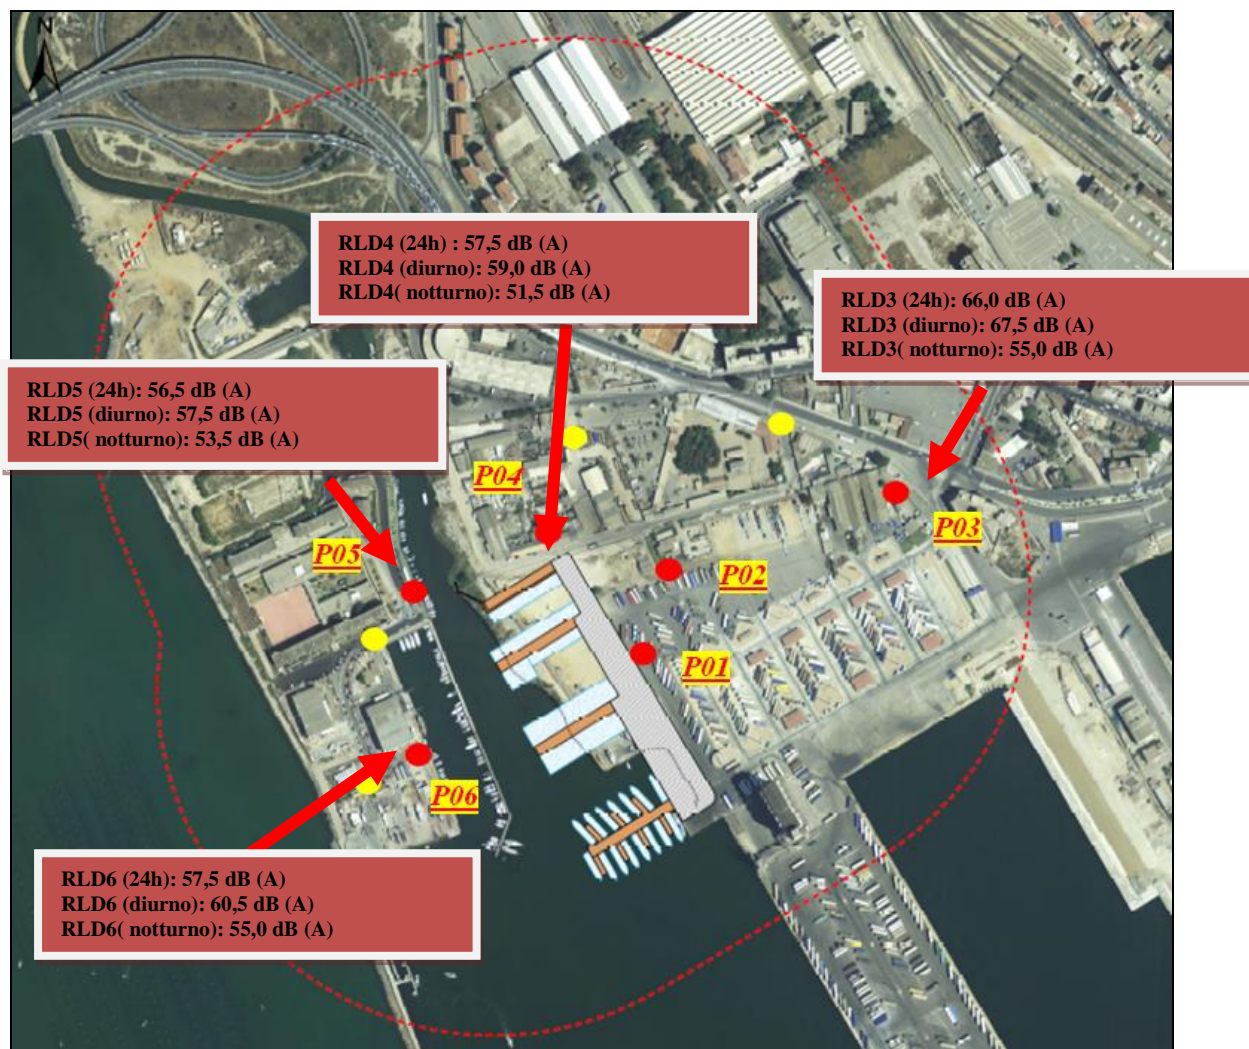 N
RLD4 (24h) : 57,5 dB (A)
RLD4 (diurno): 59,0 dB (A)
RLD4( notturno): 51,5 dB (A)
RLD3 (24h): 66,0 dB (A)
RLD3 (diurno): 67,5 dB (A)
RLD3( notturno): 55,0 dB (A)
RLD5 (24h): 56,5 dB (A)
RLD5 (diurno): 57,5 dB (A)
RLD5( notturno): 53,5 dB (A)
P04
P03
P05
P02
P01
P06
RLD6 (24h): 57,5 dB (A)
RLD6 (diurno): 60,5 dB (A)
RLD6( notturno): 55,0 dB (A)